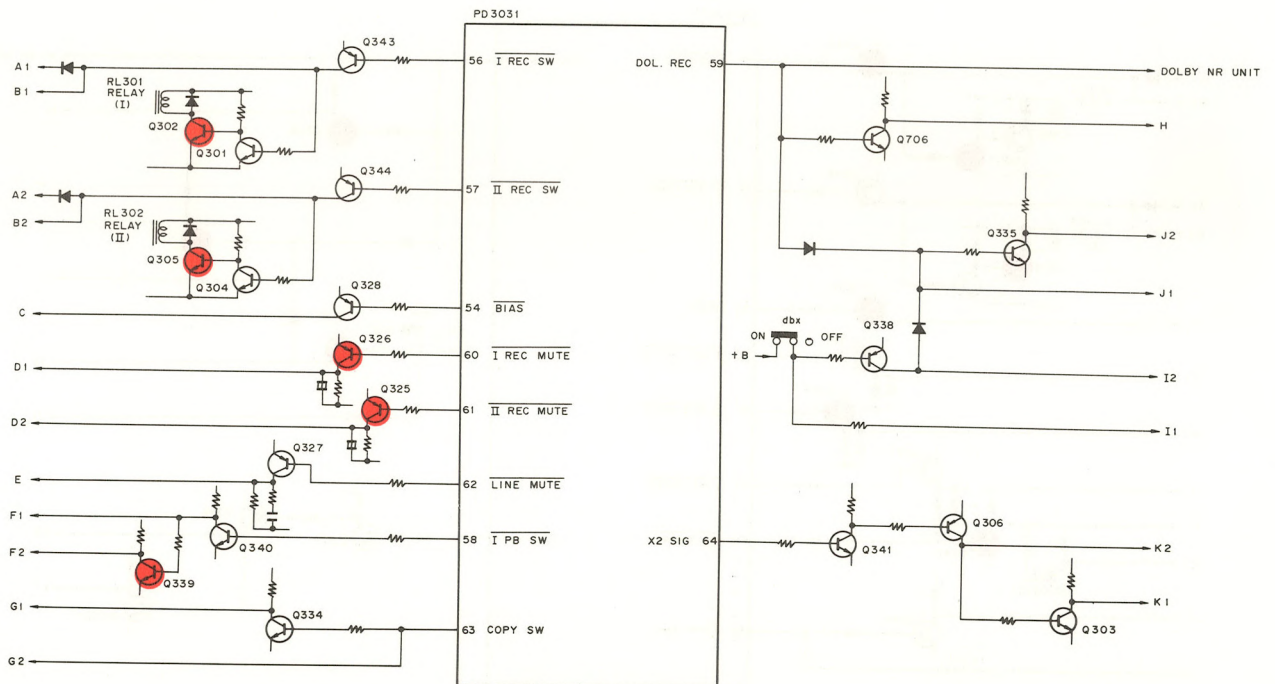 PD3031
Q343
A1
B1
RL301
RELAY
(I)
Q302
Q301
56 I REC SW
Q344
A2
B2
RL302
RELAY
(II)
Q305
Q304
57 II REC SW
Q328
C
54 BIAS
Q326
60 I REC MUTE
D1
Q325
61 II REC MUTE
D2
Q327
E
62 LINE MUTE
F1
Q340
58 I PB SW
F2
Q339
G1
Q334
63 COPY SW
G2
DOL. REC 59
DOLBY NR UNIT
H
Q706
Q335
J2
J1
dbx
ON OFF
+B
Q338
I2
I1
X2 SIG 64
Q341
Q306
K2
K1
Q303